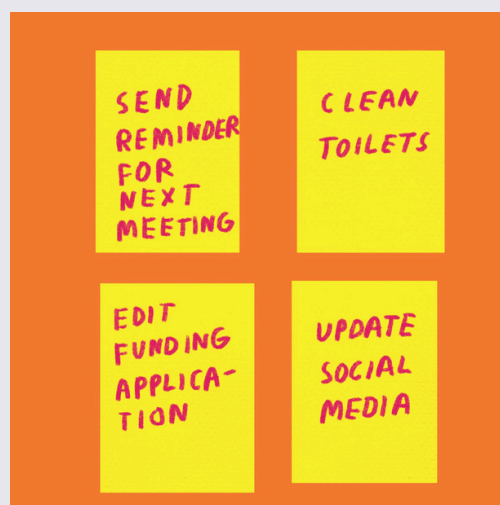 SEND
REMINDER
FOR
NEXT
MEETING
CLEAN
TOILETS
EDIT
FUNDING
APPLICA-
TION
UPDATE
SOCIAL
MEDIA